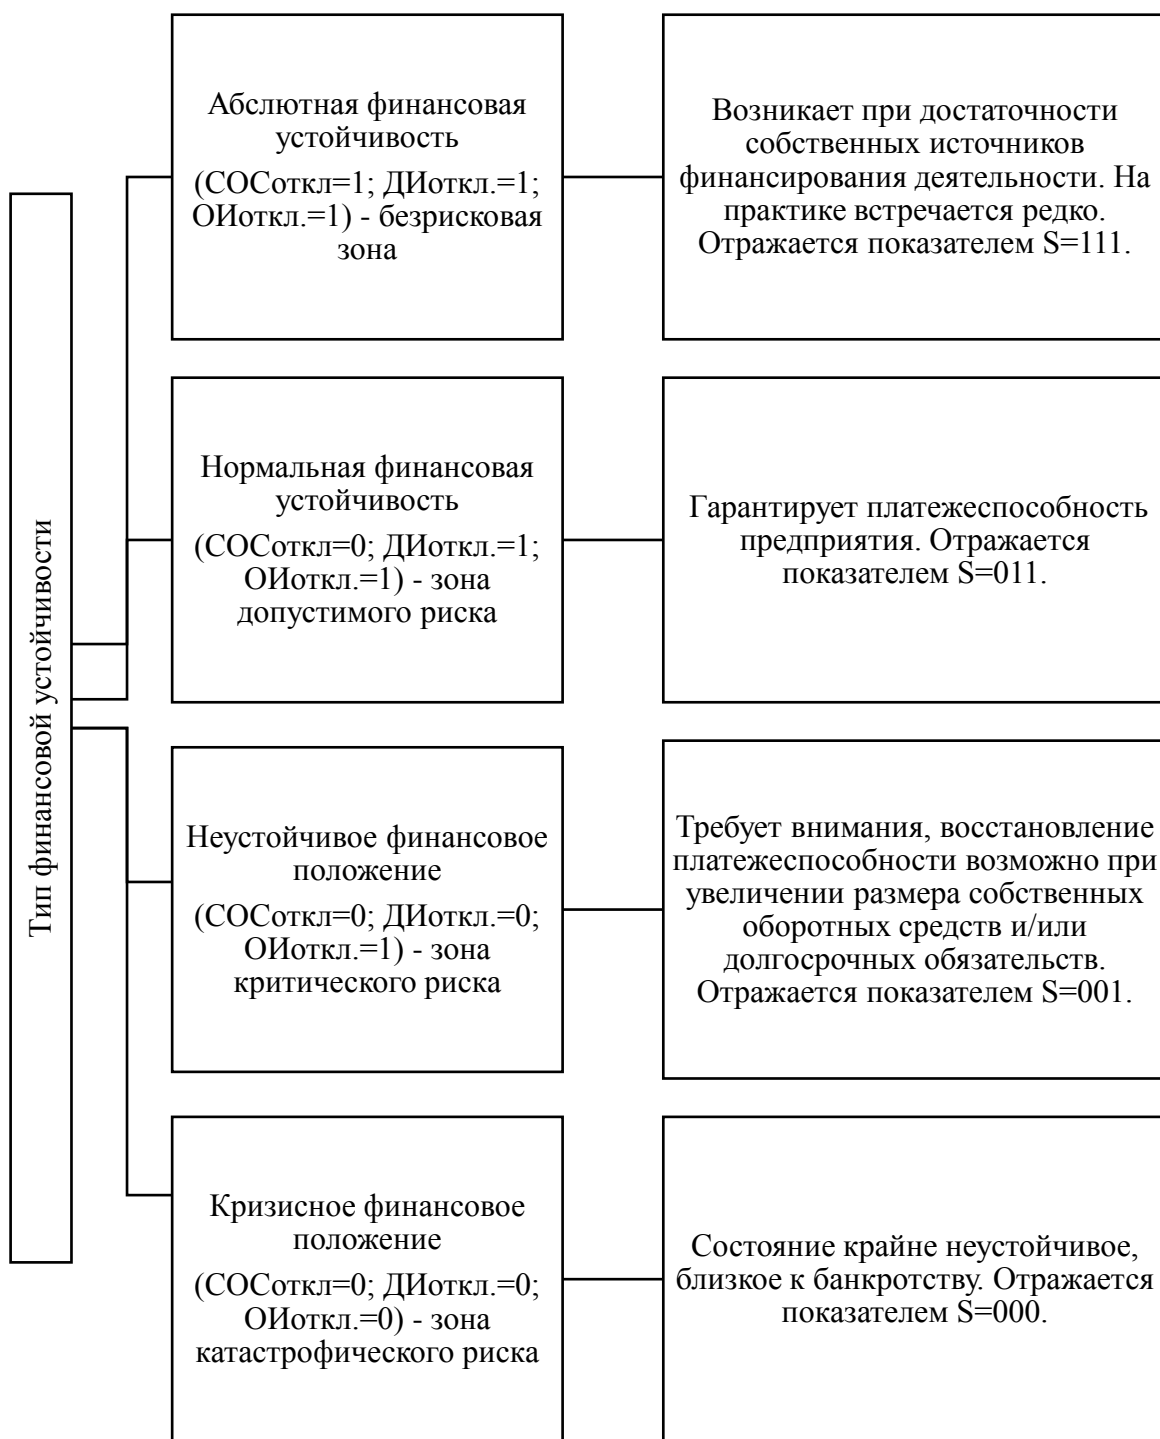 Тип финансовой устойчивости
Абслютная финансовая
устойчивость
(СОСоткл=1; ДИоткл.=1;
ОИоткл.=1) - безрисковая
зона
Возникает при достаточности
собственных источников
финансирования деятельности. На
практике встречается редко.
Отражается показателем S=111.
Нормальная финансовая
устойчивость
(СОСоткл=0; ДИоткл.=1;
ОИоткл.=1) - зона
допустимого риска
Гарантирует платежеспособность
предприятия. Отражается
показателем S=011.
Неустойчивое финансовое
положение
(СОСоткл=0; ДИоткл.=0;
ОИоткл.=1) - зона
критического риска
Требует внимания, восстановление
платежеспособности возможно при
увеличении размера собственных
оборотных средств и/или
долгосрочных обязательств.
Отражается показателем S=001.
Кризисное финансовое
положение
(СОСоткл=0; ДИоткл.=0;
ОИоткл.=0) - зона
катастрофического риска
Состояние крайне неустойчивое,
близкое к банкротству. Отражается
показателем S=000.